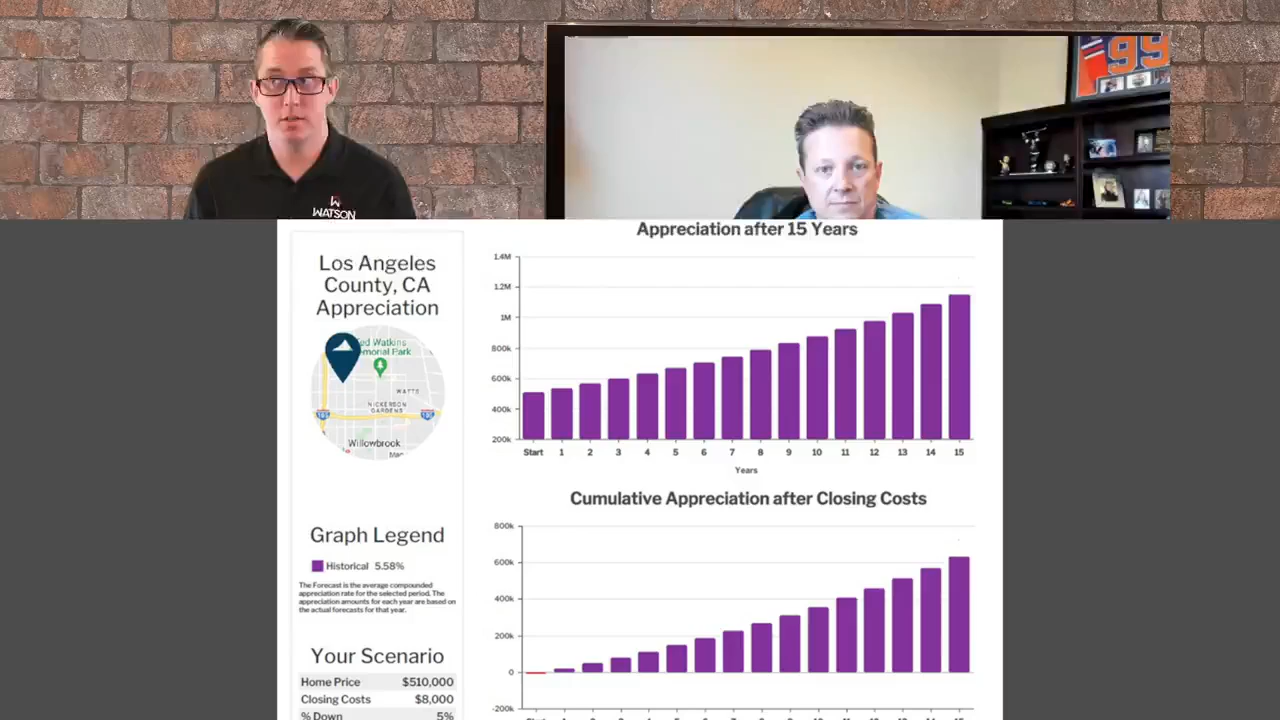 99
WATSON
Los Angeles
County, CA
Appreciation
Ted Watkins
Memorial Park
WATTS
NICKERSON
GARDENS
Willowbrook
Graph Legend
Historical 5.58%
The Forecast is the average compounded
appreciation rate for the selected period. The
appreciation amounts for each year are based on
the actual forecasts for that year.
Your Scenario
Home Price $510,000
Closing Costs $8,000
% Down 5%
Appreciation after 15 Years
1.4M
1.2M
1M
800k
600k
400k
200k
Start 1 2 3 4 5 6 7 8 9 10 11 12 13 14 15
Years
Cumulative Appreciation after Closing Costs
800k
600k
400k
200k
0
-200k